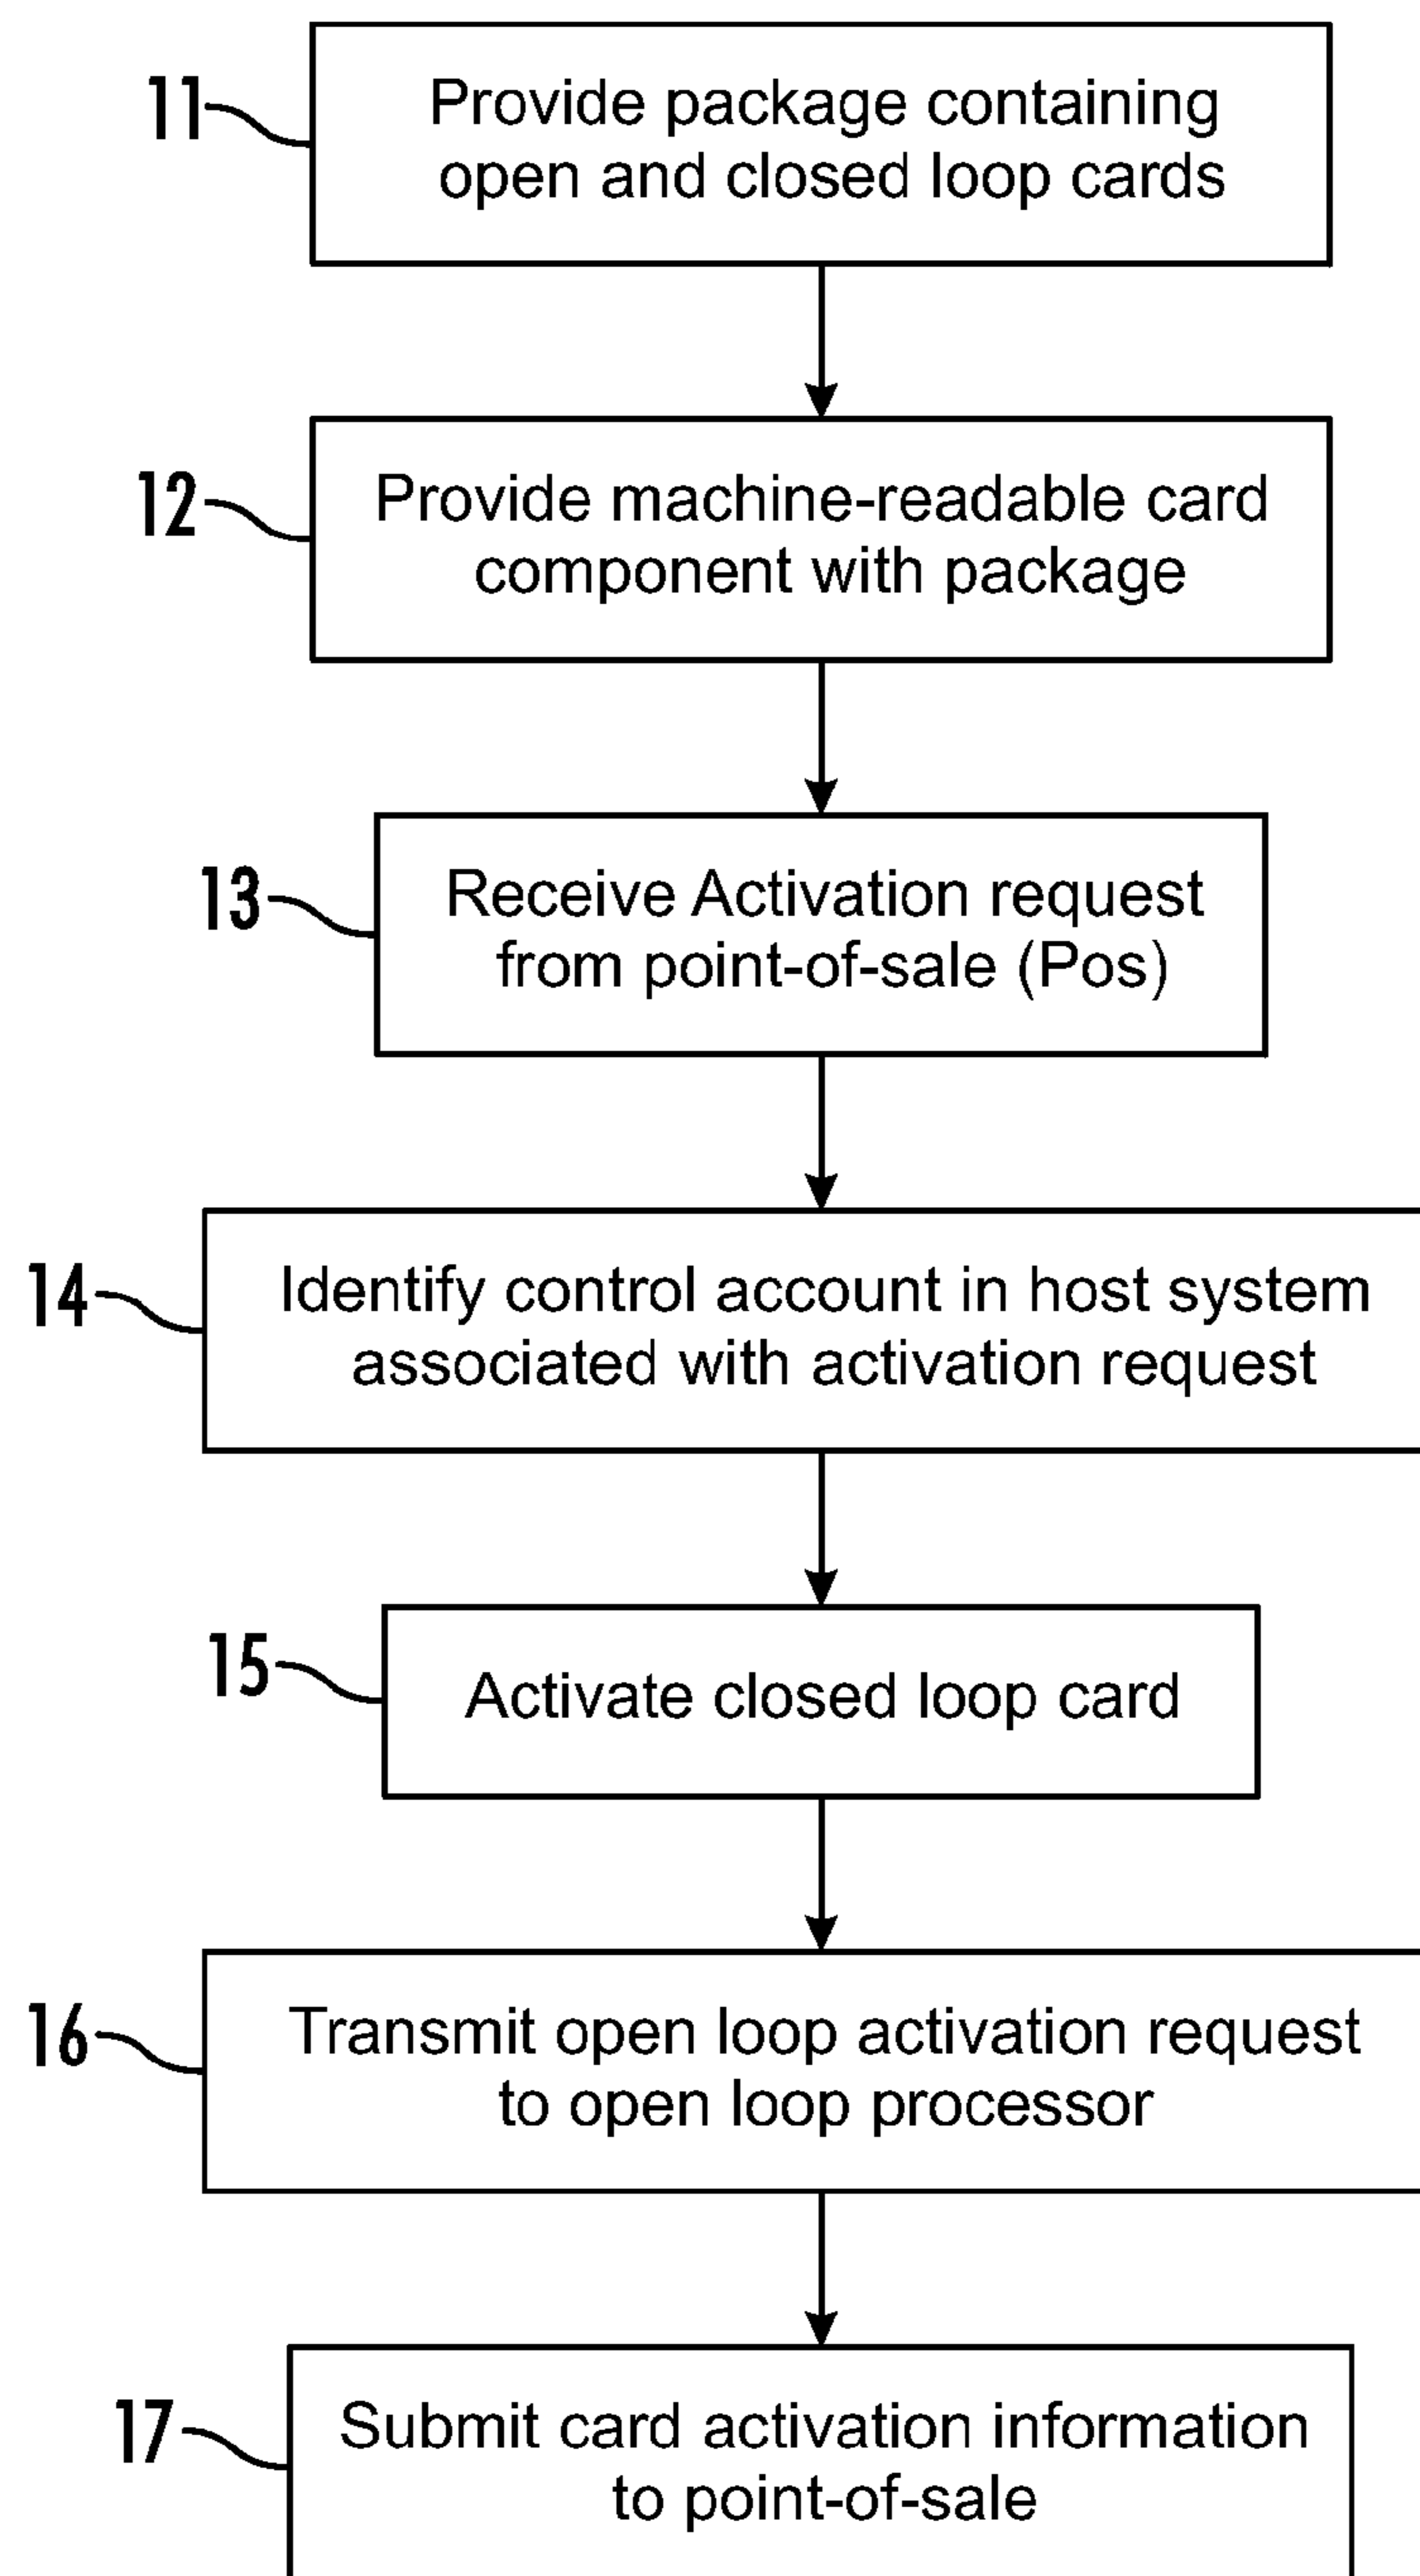 11
Provide package containing
open and closed loop cards
12
Provide machine-readable card
component with package
13
Receive Activation request
from point-of-sale (Pos)
14
Identify control account in host system
associated with activation request
15
Activate closed loop card
16
Transmit open loop activation request
to open loop processor
17
Submit card activation information
to point-of-sale